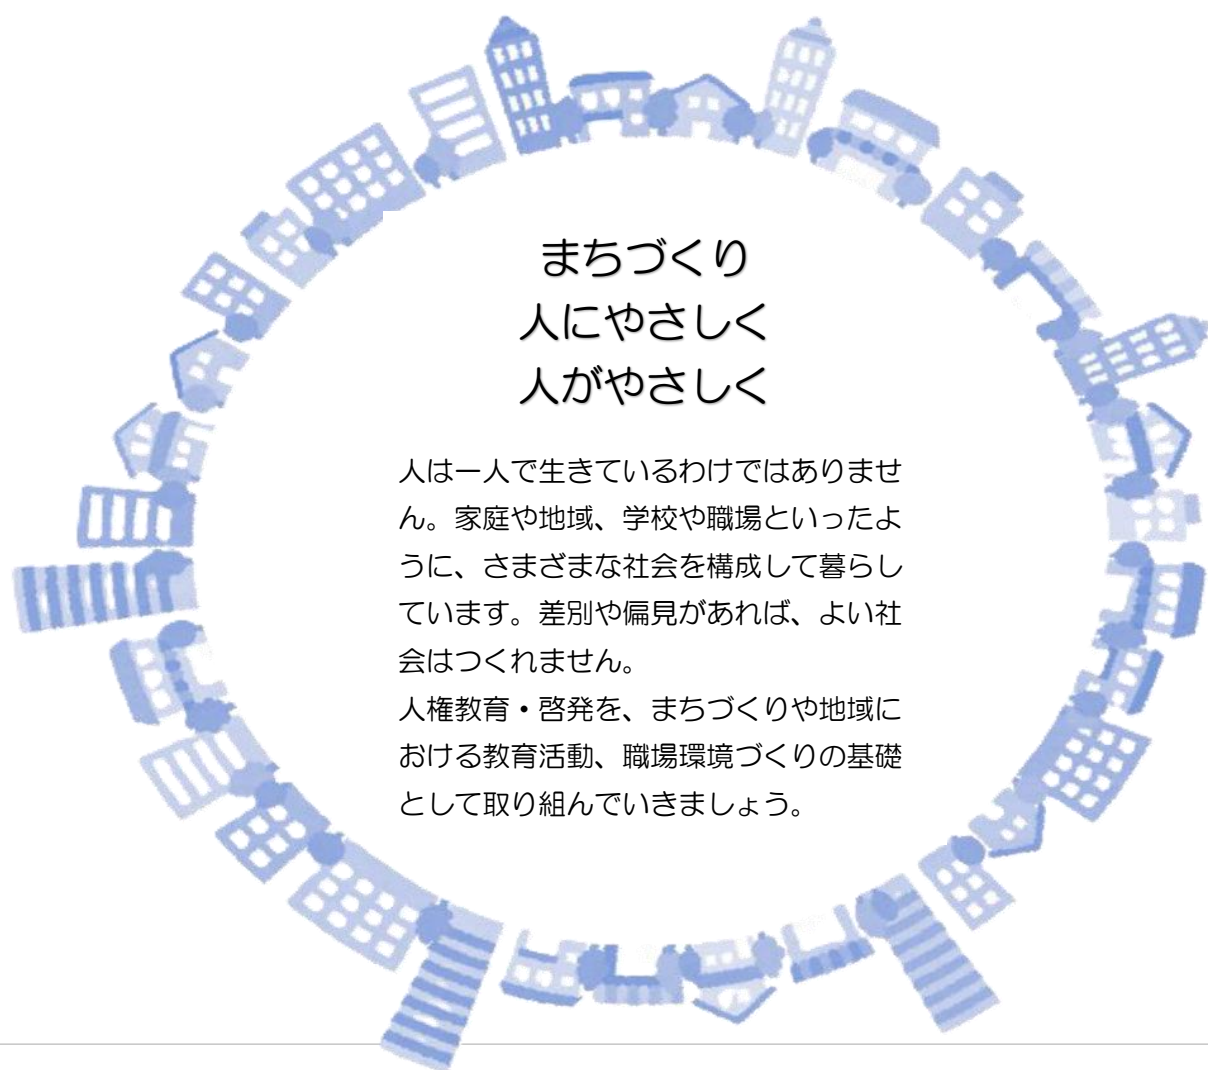 まちづくり
人にやさしく
人がやさしく
人は一人で生きているわけではありませ
ん。家庭や地域、学校や職場といったよ
うに、さまざまな社会を構成して暮らし
ています。差別や偏見があれば、よい社
会はつくれません。
人権教育・啓発を、まちづくりや地域に
おける教育活動、職場環境づくりの基礎
として取り組んでいきましょう。